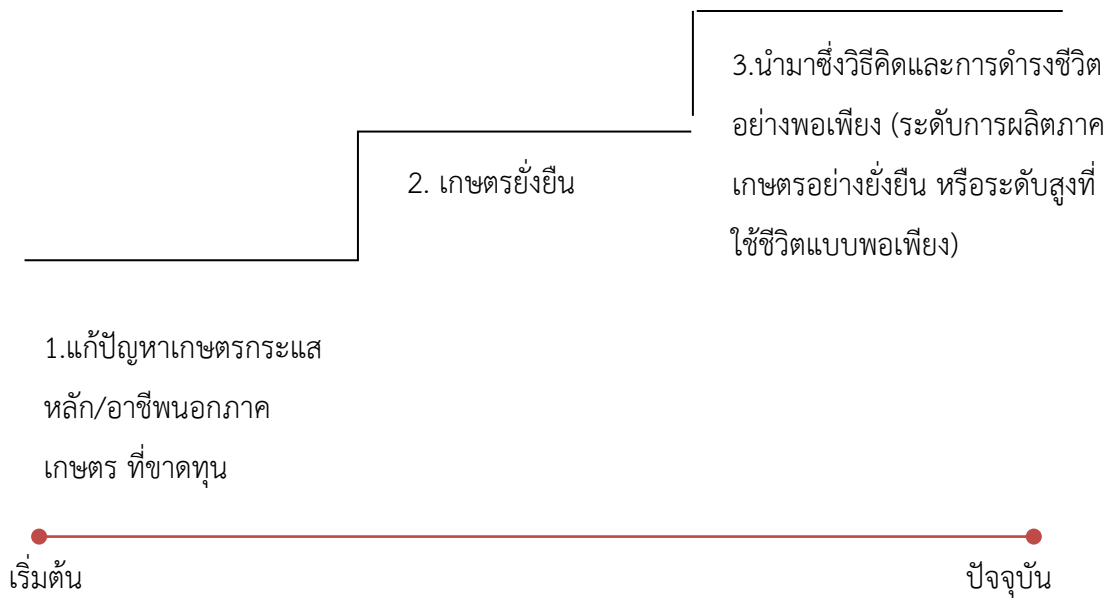 3.นำมาซึ่งวิธีคิดและการดำรงชีวิต
อย่างพอเพียง (ระดับการผลิตภาค
เกษตรอย่างยั่งยืน หรือระดับสูงที่
ใช้ชีวิตแบบพอเพียง)
2. เกษตรยั่งยืน
1.แก้ปัญหาเกษตรกระแส
หลัก/อาชีพนอกภาค
เกษตร ที่ขาดทุน
เริ่มต้น
ปัจจุบัน